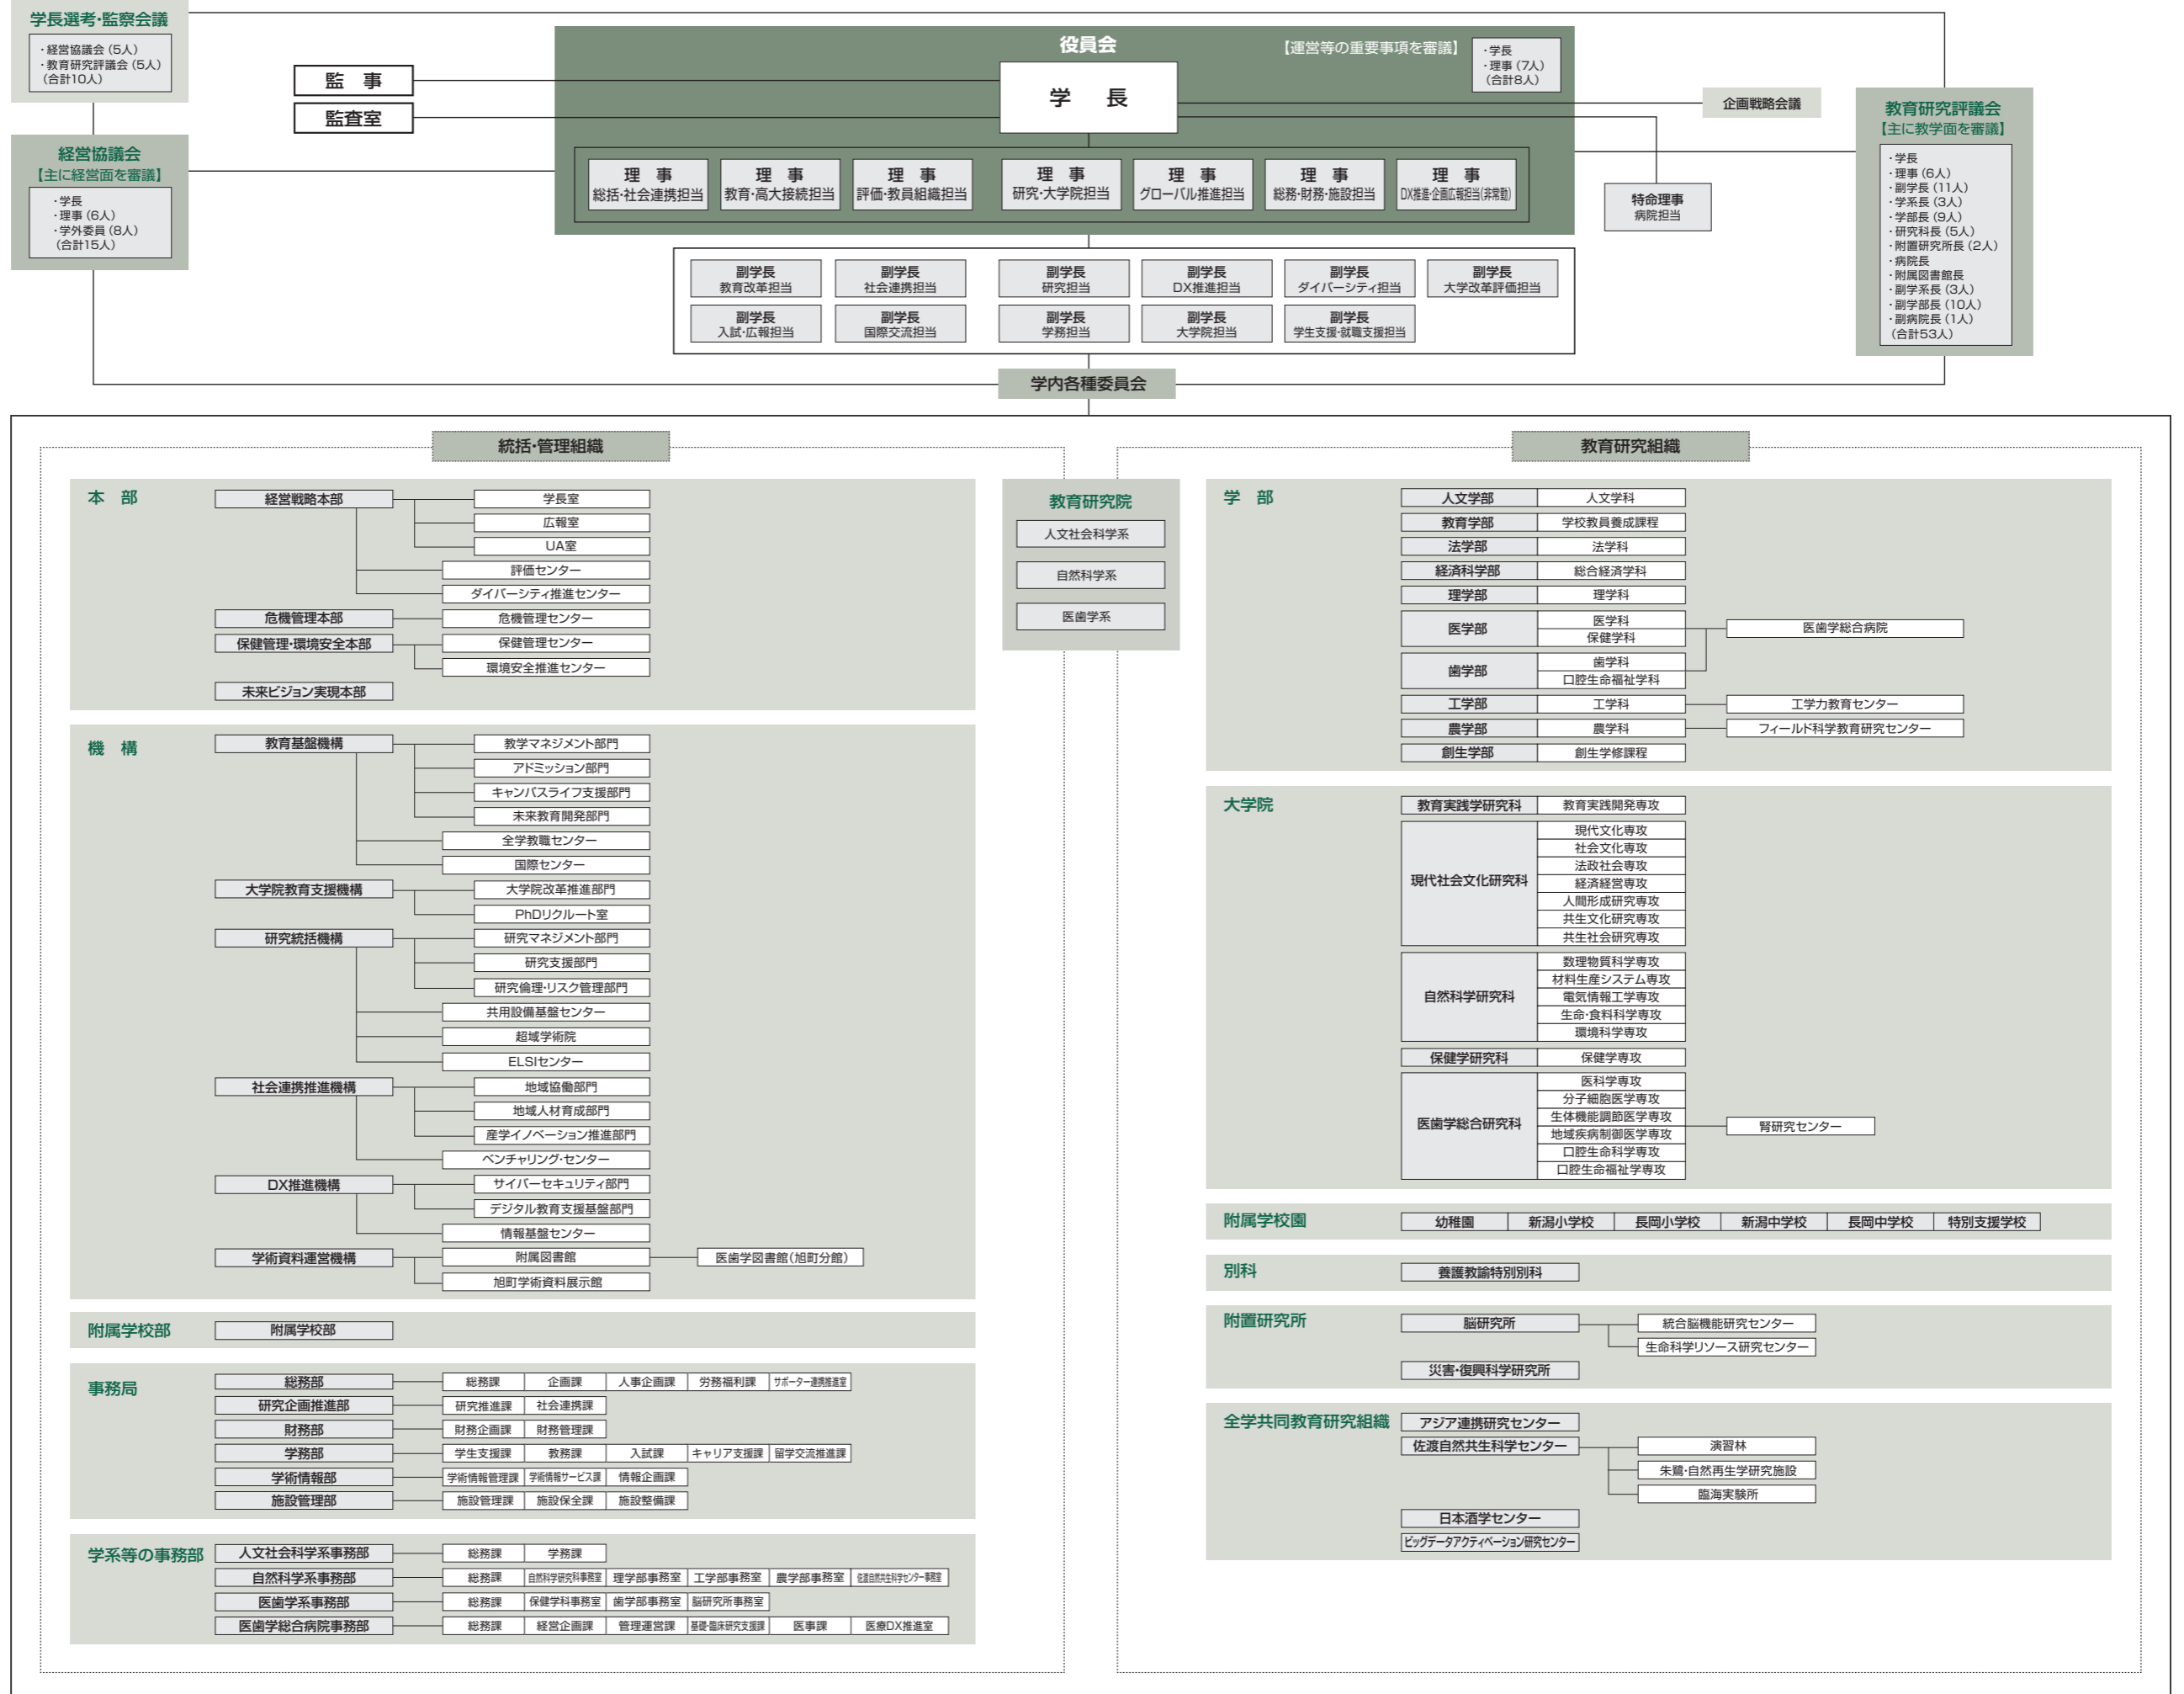 学長選考・監察会議
・経営協議会（5人）
・教育研究評議会（5人）
（合計10人）
経営協議会
【主に経営面を審議】
・学長
・理事（6人）
・学外委員（8人）
（合計15人）
監　事
監査室
役員会
【運営等の重要事項を審議】
・学長
・理事（7人）
（合計8人）
学　長
理　事
総括・社会連携担当
理　事
教育・高大接続担当
理　事
評価・教員組織担当
理　事
研究・大学院担当
理　事
グローバル推進担当
理　事
総務・財務・施設担当
理　事
DX推進・企画広報担当（非常勤）
企画戦略会議
特命理事
病院担当
教育研究評議会
【主に教学面を審議】
・学長
・理事（6人）
・副学長（11人）
・学系長（3人）
・学部長（9人）
・研究科長（5人）
・附置研究所長（2人）
・病院長
・附属図書館長
・副学系長（3人）
・副学部長（10人）
・副病院長（1人）
（合計53人）
副学長
教育改革担当
副学長
社会連携担当
副学長
研究担当
副学長
DX推進担当
副学長
ダイバーシティ担当
副学長
大学改革評価担当
副学長
入試・広報担当
副学長
国際交流担当
副学長
学務担当
副学長
大学院担当
副学長
学生支援・就職支援担当
学内各種委員会
統括・管理組織
本　部
経営戦略本部
学長室
広報室
UA室
評価センター
ダイバーシティ推進センター
危機管理本部
危機管理センター
保健管理・環境安全本部
保健管理センター
環境安全推進センター
未来ビジョン実現本部
機　構
教育基盤機構
教学マネジメント部門
アドミッション部門
キャンパスライフ支援部門
未来教育開発部門
全学教職センター
国際センター
大学院教育支援機構
大学院改革推進部門
PhDリクルート室
研究統括機構
研究マネジメント部門
研究支援部門
研究倫理・リスク管理部門
共用設備基盤センター
超域学術院
ELSIセンター
社会連携推進機構
地域協働部門
地域人材育成部門
産学イノベーション推進部門
ベンチャリング・センター
DX推進機構
サイバーセキュリティ部門
デジタル教育支援基盤部門
情報基盤センター
学術資料運営機構
附属図書館
医歯学図書館（旭町分館）
旭町学術資料展示館
附属学校部
附属学校部
事務局
総務部
総務課　企画課　人事企画課　労務福利課　サポーター連携推進室
研究企画推進部
研究推進課　社会連携課
財務部
財務企画課　財務管理課
学務部
学生支援課　教務課　入試課　キャリア支援課　留学交流推進課
学術情報部
学術情報管理課　学術情報サービス課　情報企画課
施設管理部
施設管理課　施設保全課　施設整備課
学系等の事務部
人文社会科学系事務部
総務課　学務課
自然科学系事務部
総務課　自然科学研究科事務室　理学部事務室　工学部事務室　農学部事務室　佐渡自然共生科学センター事務室
医歯学系事務部
総務課　保健学科事務室　歯学部事務室　脳研究所事務室
医歯学総合病院事務部
総務課　経営企画課　管理運営課　基礎・臨床研究支援課　医事課　医療DX推進室
教育研究院
人文社会科学系
自然科学系
医歯学系
教育研究組織
学　部
人文学部　人文学科
教育学部　学校教員養成課程
法学部　法学科
経済科学部　総合経済学科
理学部　理学科
医学部
医学科
保健学科
医歯学総合病院
歯学部
歯学科
口腔生命福祉学科
工学部　工学科　工学力教育センター
農学部　農学科　フィールド科学教育研究センター
創生学部　創生学修課程
大学院
教育実践学研究科　教育実践開発専攻
現代社会文化研究科
現代文化専攻
社会文化専攻
法政社会専攻
経済経営専攻
人間形成研究専攻
共生文化研究専攻
共生社会研究専攻
自然科学研究科
数理物質科学専攻
材料生産システム専攻
電気情報工学専攻
生命・食料科学専攻
環境科学専攻
保健学研究科　保健学専攻
医歯学総合研究科
医科学専攻
分子細胞医学専攻
生体機能調節医学専攻
地域疾病制御医学専攻
口腔生命科学専攻
口腔生命福祉学専攻
腎研究センター
附属学校園
幼稚園　新潟小学校　長岡小学校　新潟中学校　長岡中学校　特別支援学校
別科
養護教諭特別別科
附置研究所
脳研究所
統合脳機能研究センター
生命科学リソース研究センター
災害・復興科学研究所
全学共同教育研究組織
アジア連携研究センター
佐渡自然共生科学センター
演習林
朱鷺・自然再生学研究施設
臨海実験所
日本酒学センター
ビッグデータアクティベーション研究センター